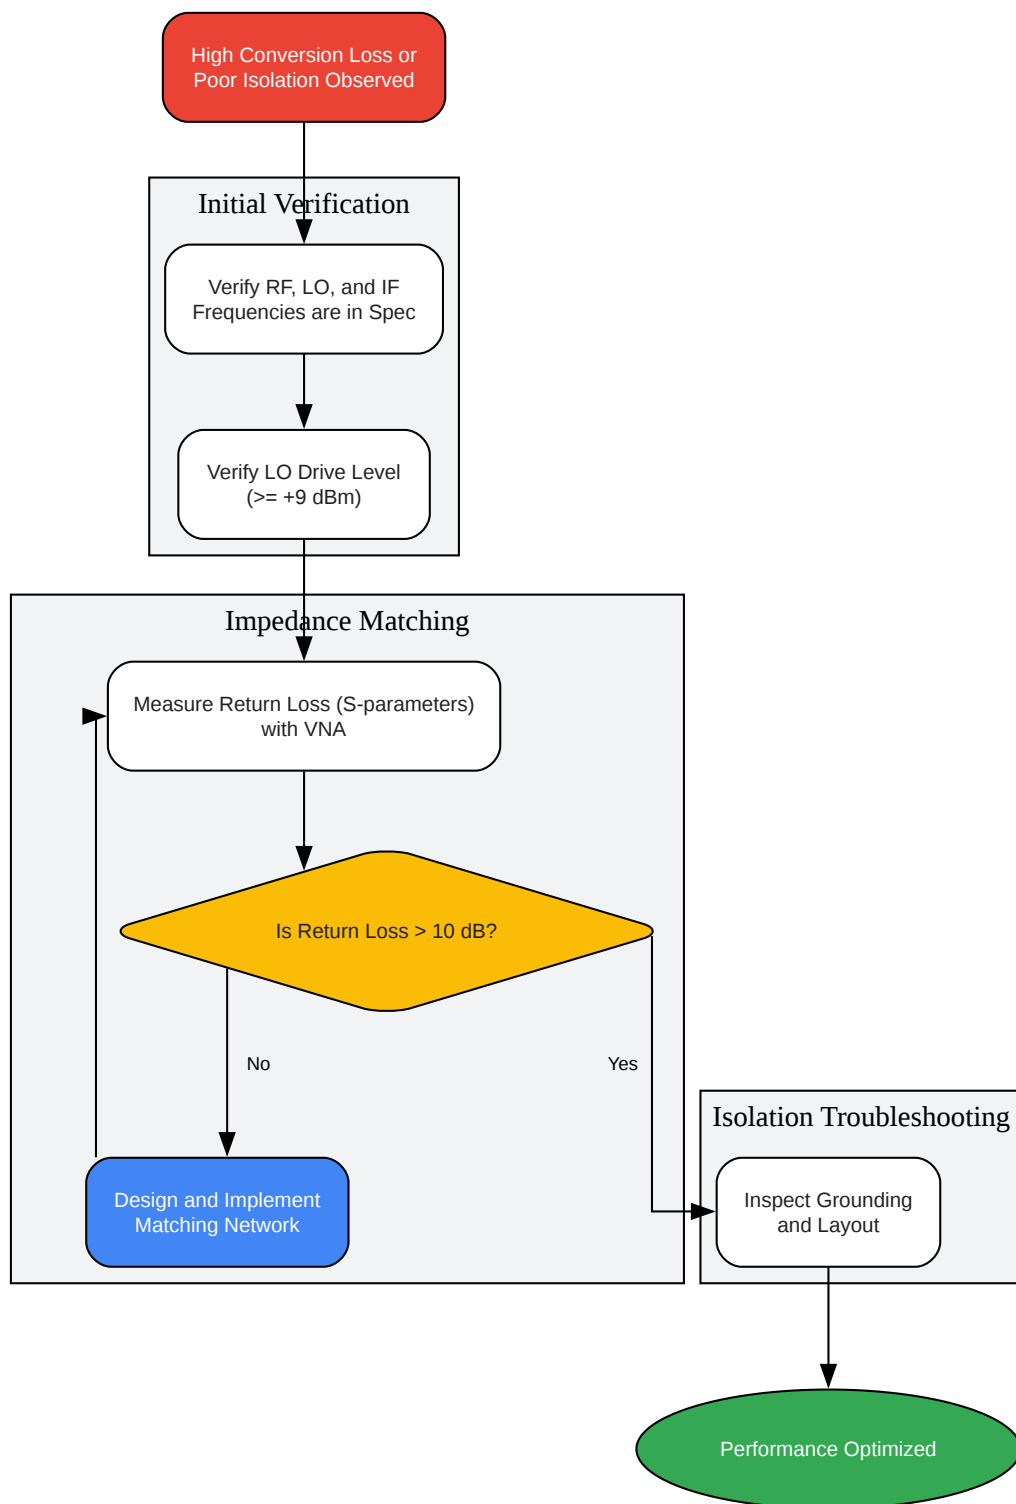 High Conversion Loss or
Poor Isolation Observed
Initial Verification
Verify RF, LO, and IF
Frequencies are in Spec
Verify LO Drive Level
(>= +9 dBm)
Impedance Matching
Measure Return Loss (S-parameters)
with VNA
Is Return Loss > 10 dB?
No
Yes
Isolation Troubleshooting
Design and Implement
Matching Network
Inspect Grounding
and Layout
Performance Optimized